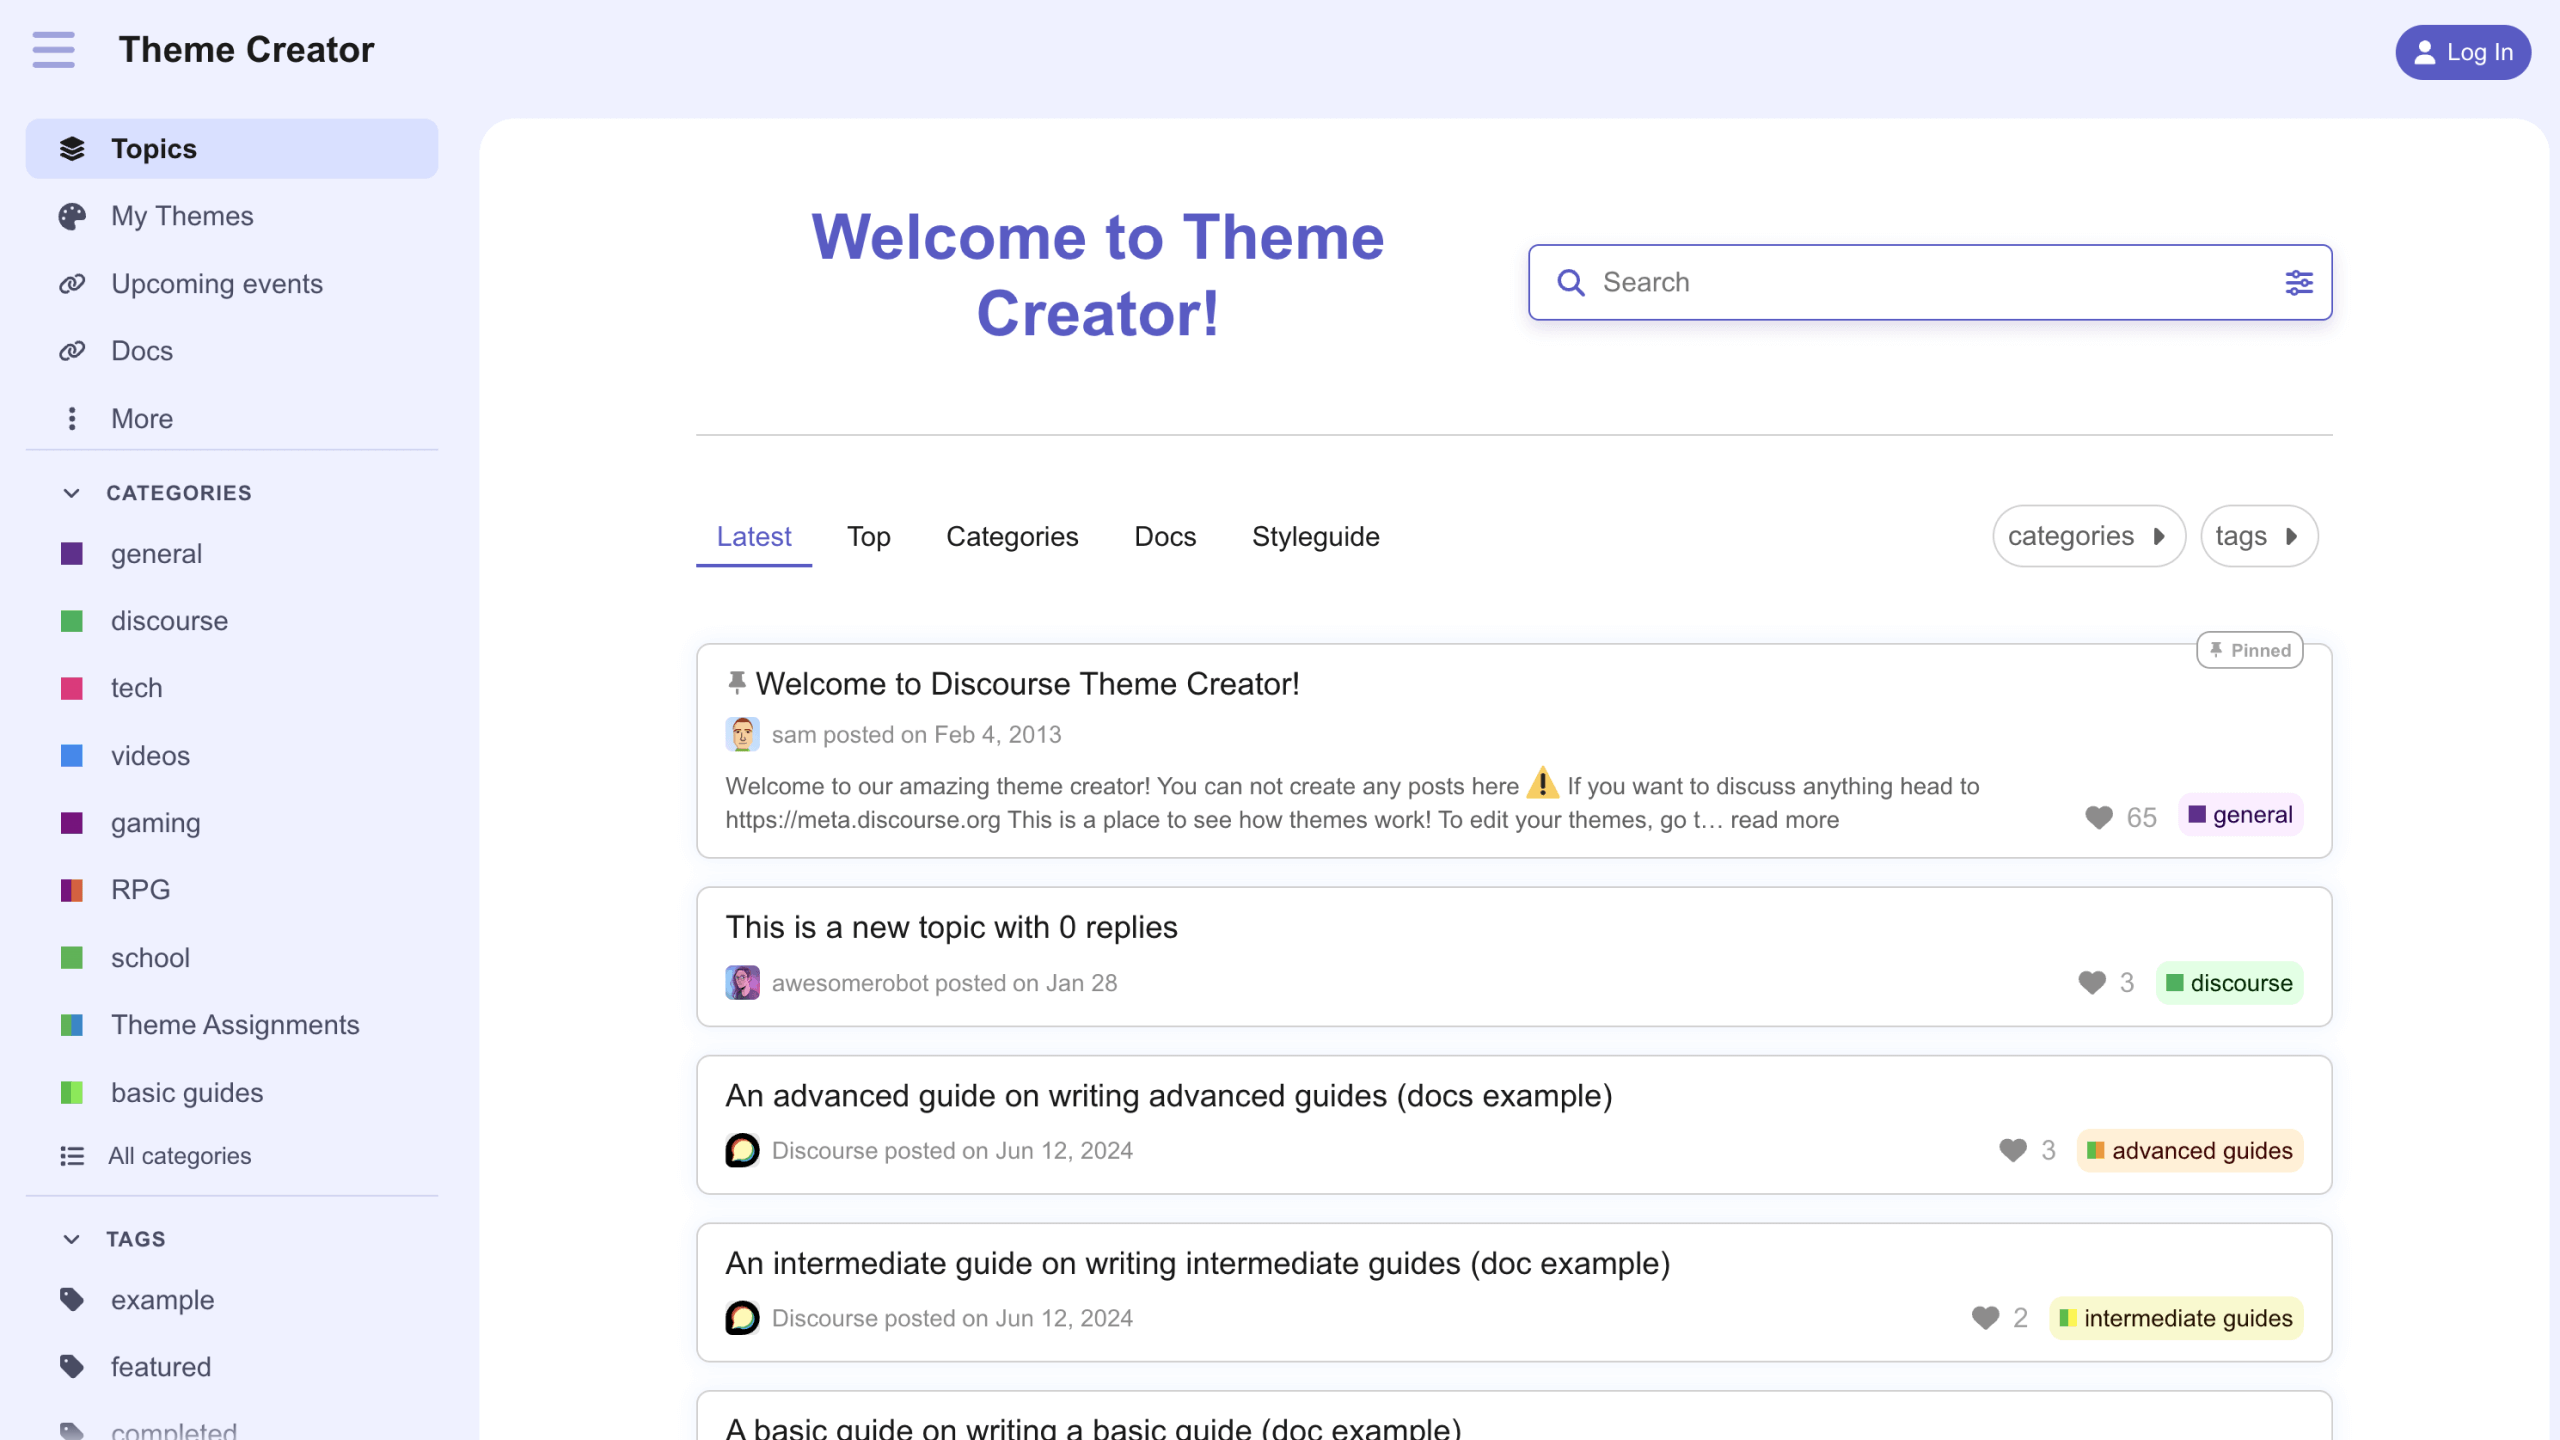 Theme Creator
Log In
Topics
My Themes
Upcoming events
Docs
More
CATEGORIES
general
discourse
tech
videos
gaming
RPG
school
Theme Assignments
basic guides
All categories
TAGS
example
featured
completed
Welcome to Theme
Creator!
Search
Latest
Top
Categories
Docs
Styleguide
categories
tags
Pinned
Welcome to Discourse Theme Creator!
sam posted on Feb 4, 2013
Welcome to our amazing theme creator! You can not create any posts here ⚠️ If you want to discuss anything head to
https://meta.discourse.org This is a place to see how themes work! To edit your themes, go t… read more
65
general
This is a new topic with 0 replies
awesomerobot posted on Jan 28
3
discourse
An advanced guide on writing advanced guides (docs example)
Discourse posted on Jun 12, 2024
3
advanced guides
An intermediate guide on writing intermediate guides (doc example)
Discourse posted on Jun 12, 2024
2
intermediate guides
A basic guide on writing a basic guide (doc example)